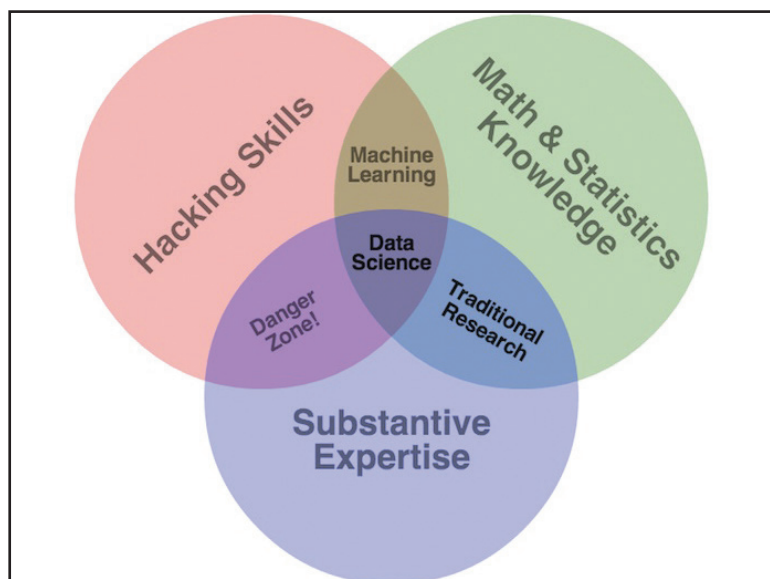 Hacking Skills
Math & Statistics
Knowledge
Machine
Learning
Data
Science
Danger
Zone!
Traditional
Research
Substantive
Expertise